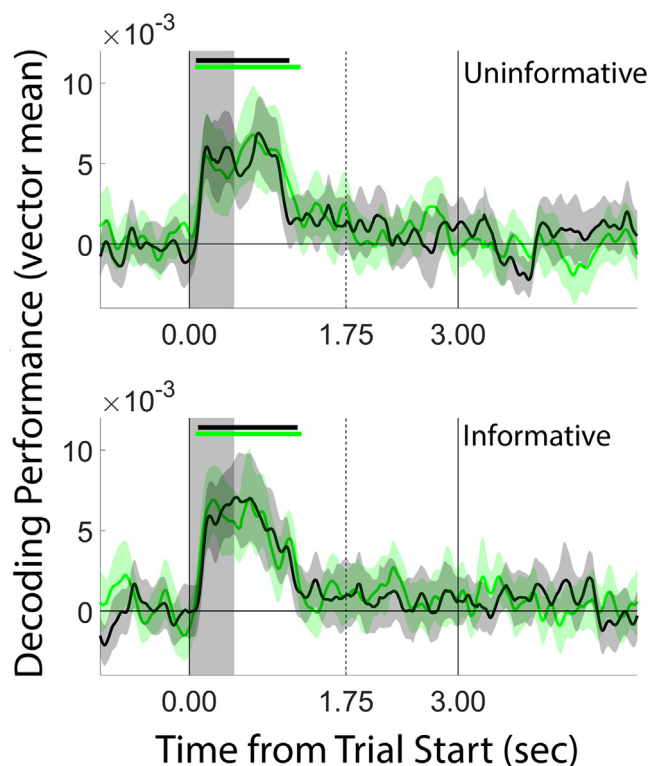 ×10⁻³
Uninformative
10
5
0
0.00 1.75 3.00
×10⁻³
Informative
10
5
0
0.00 1.75 3.00
Decoding Performance (vector mean)
Time from Trial Start (sec)